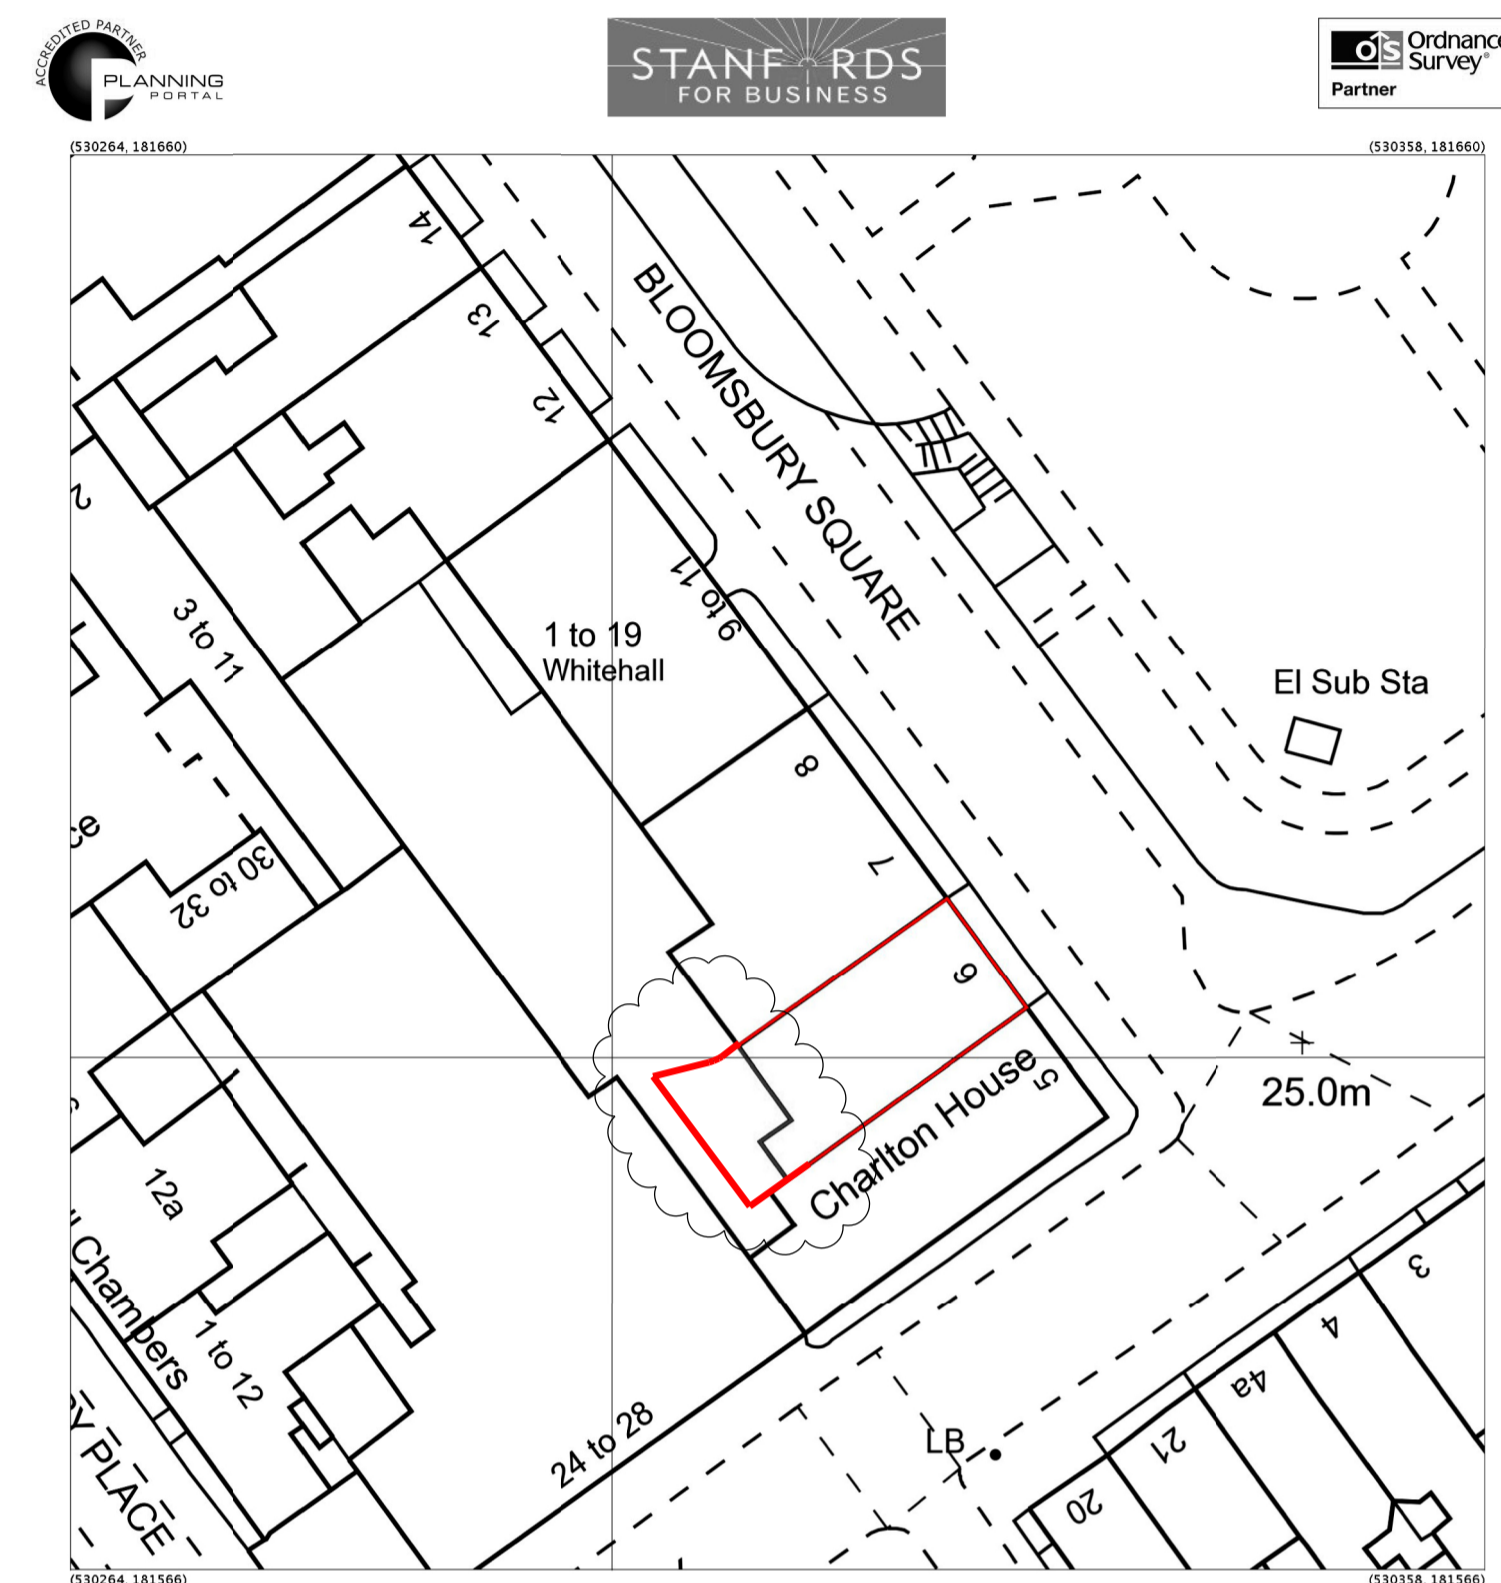 ACCREDITED PARTNER
PLANNING
PORTAL
STANFORDS
FOR BUSINESS
OS
Ordnance
Survey®
Partner
(530264, 181660)
(530358, 181660)
14
13
12
BLOOMSBURY SQUARE
2
3 to 11
9 to 11
1 to 19
Whitehall
El Sub Sta
8
7
30 to 32
6
5
Charlton House
25.0m
12a
Chambers
1 to 12
PLACE
24 to 28
LB
3
4
4a
21
20
(530264, 181566)
(530358, 181566)